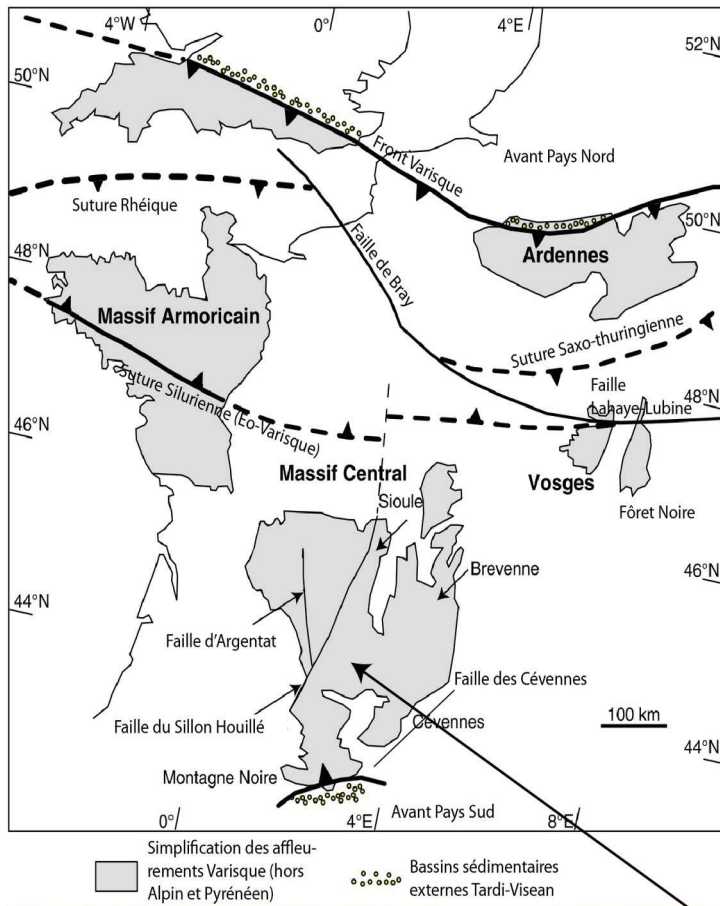 4°W
0°
4°E
52°N
50°N
Front Varisque
Avant Pays Nord
Suture Rhéique
50°N
48°N
Ardennes
Faille de Bray
Massif Armoricain
Suture Saxo-thuringienne
Suture Silurienne (Eo-Varisque)
Faille
Lahaye-Lubine
48°N
46°N
Massif Central
Vosges
Sioule
Fôret Noire
Brevenne
46°N
44°N
Faille d'Argentat
Faille des Cévennes
Faille du Sillon Houillé
Cévennes
100 km
44°N
Montagne Noire
Avant Pays Sud
0°
4°E
8°E
Simplification des affleu-
rements Varisque (hors
Alpin et Pyrénéen)
Bassins sédimentaires
externes Tardi-Visean